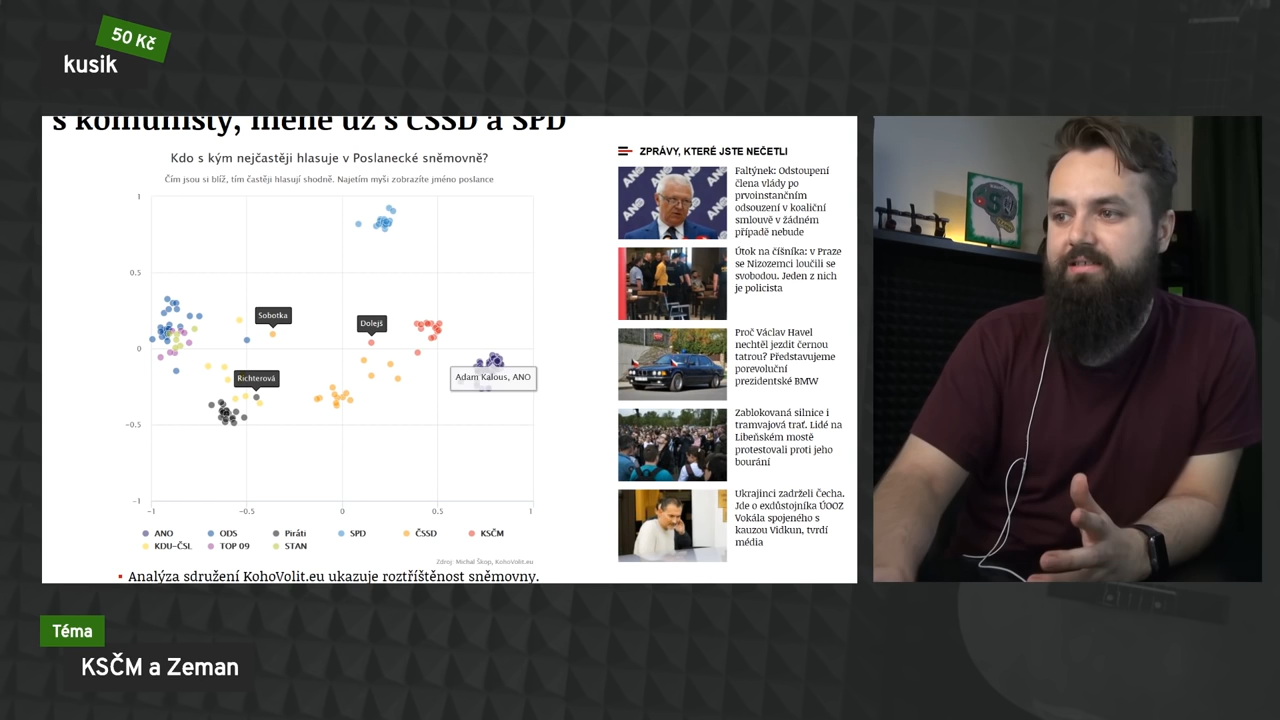 50 Kč
kusik
s komunisty, méně už s ČSSD a SPD
Kdo s kým nejčastěji hlasuje v Poslanecké sněmovně?
Čím jsou si blíž, tím častěji hlasují shodně. Najetím myši zobrazíte jméno poslance
1
0.5
0
−0.5
−1
Sobotka
Dolejš
Richterová
Adam Kalous, ANO
−1
−0.5
0
0.5
1
ANO
ODS
Piráti
SPD
ČSSD
KSČM
KDU-ČSL
TOP 09
STAN
Zdroj: Michal Škop, KohoVolit.eu
Analýza sdružení KohoVolit.eu ukazuje roztříštěnost sněmovny.
ZPRÁVY, KTERÉ JSTE NEČETLI
Faltýnek: Odstoupení
člena vlády po
prvoinstančním
odsouzení v koaliční
smlouvě v žádném
případě nebude
Útok na číšníka: v Praze
se Nizozemci loučili se
svobodou. Jeden z nich
je policista
Proč Václav Havel
nechtěl jezdit černou
tatrou? Představujeme
porevoluční
prezidentské BMW
Zablokovaná silnice i
tramvajová trať. Lidé na
Libeňském mostě
protestovali proti jeho
bourání
Ukrajinci zadrželi Čecha.
Jde o exdůstojníka ÚOOZ
Vokála spojeného s
kauzou Vidkun, tvrdí
média
Téma
KSČM a Zeman